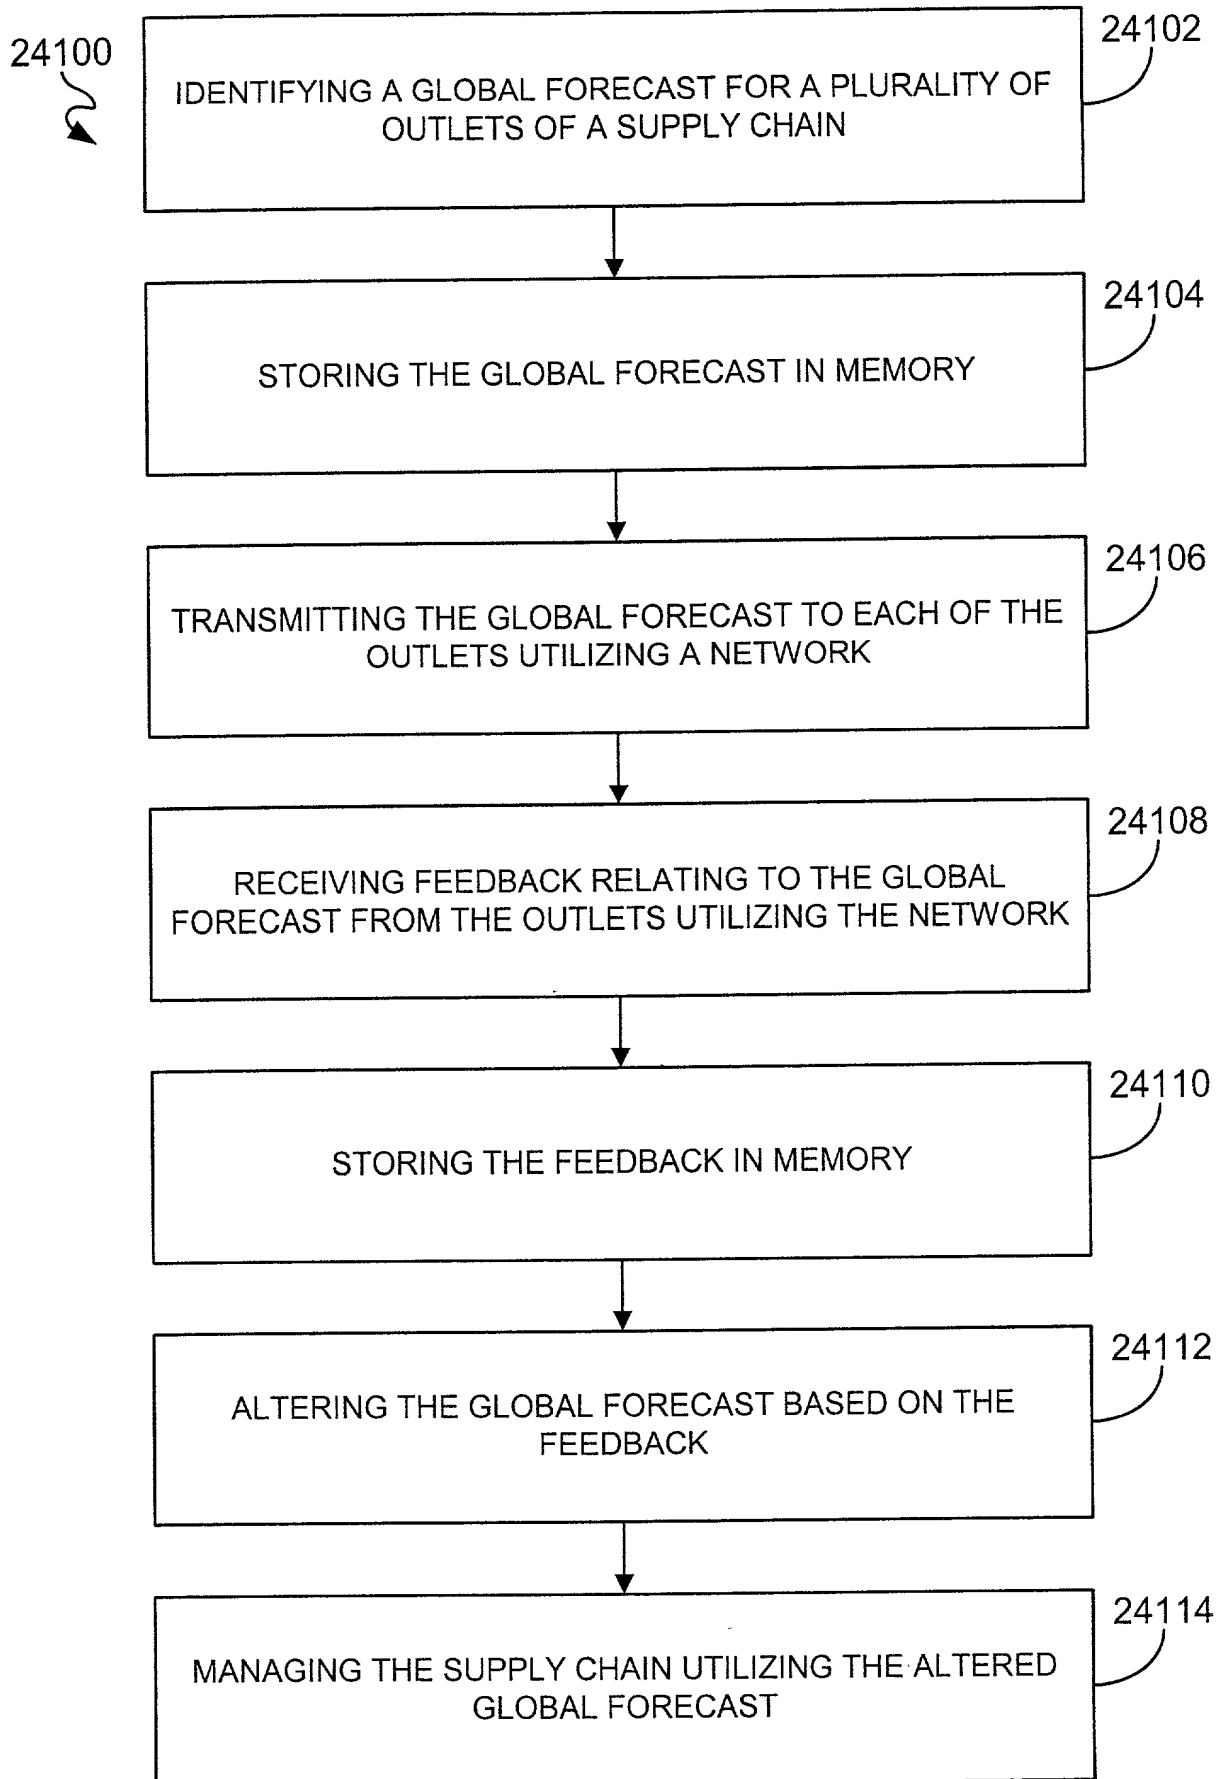 24100
24102
IDENTIFYING A GLOBAL FORECAST FOR A PLURALITY OF
OUTLETS OF A SUPPLY CHAIN
24104
STORING THE GLOBAL FORECAST IN MEMORY
24106
TRANSMITTING THE GLOBAL FORECAST TO EACH OF THE
OUTLETS UTILIZING A NETWORK
24108
RECEIVING FEEDBACK RELATING TO THE GLOBAL
FORECAST FROM THE OUTLETS UTILIZING THE NETWORK
24110
STORING THE FEEDBACK IN MEMORY
24112
ALTERING THE GLOBAL FORECAST BASED ON THE
FEEDBACK
24114
MANAGING THE SUPPLY CHAIN UTILIZING THE ALTERED
GLOBAL FORECAST